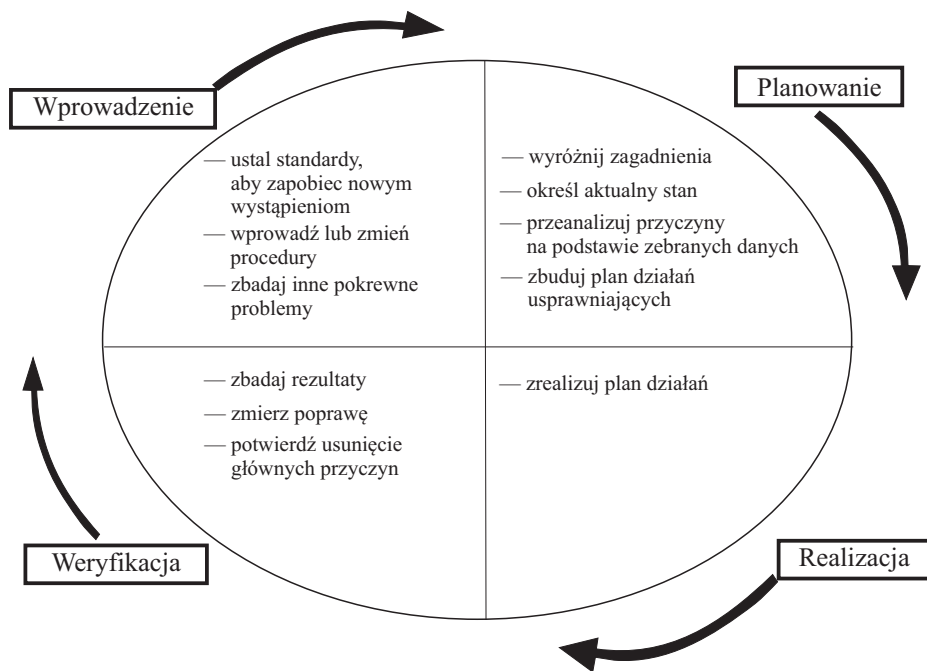 Wprowadzenie
Planowanie
— ustal standardy,
aby zapobiec nowym
wystąpieniom
— wprowadź lub zmień
procedury
— zbadaj inne pokrewne
problemy
— wyróżnij zagadnienia
— określ aktualny stan
— przeanalizuj przyczyny
na podstawie zebranych danych
— zbuduj plan działań
usprawniających
— zbadaj rezultaty
— zmierz poprawę
— potwierdź usunięcie
głównych przyczyn
— zrealizuj plan działań
Weryfikacja
Realizacja